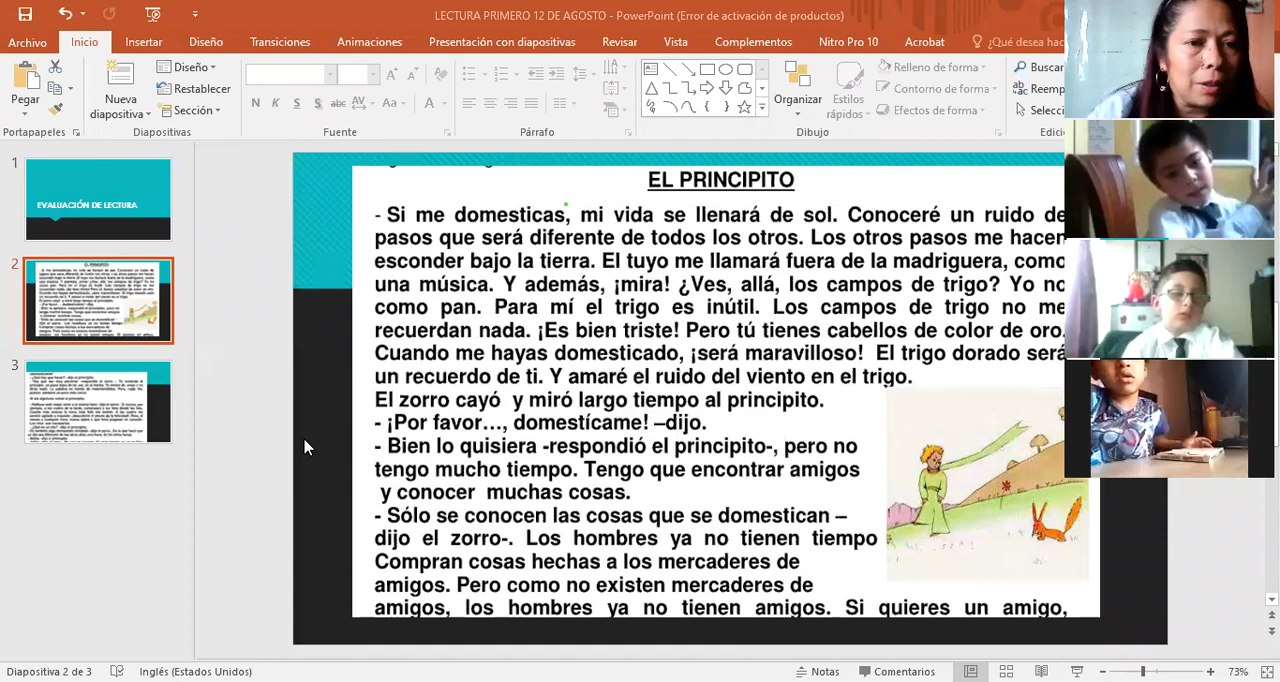 LECTURA PRIMERO 12 DE AGOSTO - PowerPoint (Error de activación de productos)
Archivo Inicio Insertar Diseño Transiciones Animaciones Presentación con diapositivas Revisar Vista Complementos Nitro Pro 10 Acrobat ¿Qué desea hac
Pegar
Nueva diapositiva
Diseño
Restablecer
Sección
N K S S abc AV Aa A
Organizar
Estilos rápidos
Relleno de forma
Contorno de forma
Efectos de forma
Buscar
Reemp
Selecci
Portapapeles Diapositivas Fuente Párrafo Dibujo Edici
1
EVALUACIÓN DE LECTURA
2
3
EL PRINCIPITO
- Si me domesticas, mi vida se llenará de sol. Conoceré un ruido de
pasos que será diferente de todos los otros. Los otros pasos me hacen
esconder bajo la tierra. El tuyo me llamará fuera de la madriguera, como
una música. Y además, ¡mira! ¿Ves, allá, los campos de trigo? Yo no
como pan. Para mí el trigo es inútil. Los campos de trigo no me
recuerdan nada. ¡Es bien triste! Pero tú tienes cabellos de color de oro.
Cuando me hayas domesticado, ¡será maravilloso! El trigo dorado será
un recuerdo de ti. Y amaré el ruido del viento en el trigo.
El zorro cayó y miró largo tiempo al principito.
- ¡Por favor…, domestícame! –dijo.
- Bien lo quisiera -respondió el principito-, pero no
tengo mucho tiempo. Tengo que encontrar amigos
y conocer muchas cosas.
- Sólo se conocen las cosas que se domestican –
dijo el zorro-. Los hombres ya no tienen tiempo
Compran cosas hechas a los mercaderes de
amigos. Pero como no existen mercaderes de
amigos, los hombres ya no tienen amigos. Si quieres un amigo,
Diapositiva 2 de 3 Inglés (Estados Unidos) Notas Comentarios 73%